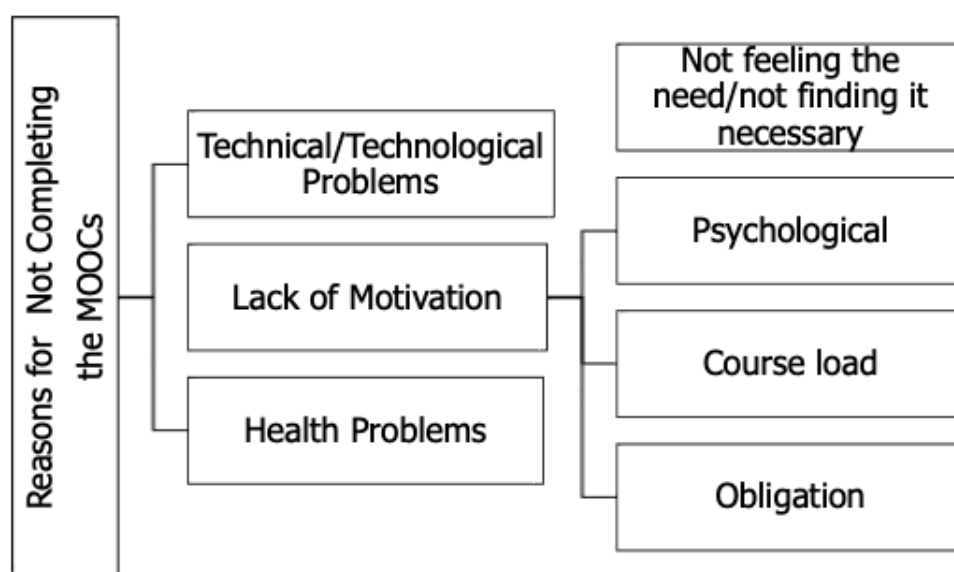 Reasons for Not Completing
the MOOCs
Technical/Technological
Problems
Lack of Motivation
Health Problems
Not feeling the
need/not finding it
necessary
Psychological
Course load
Obligation